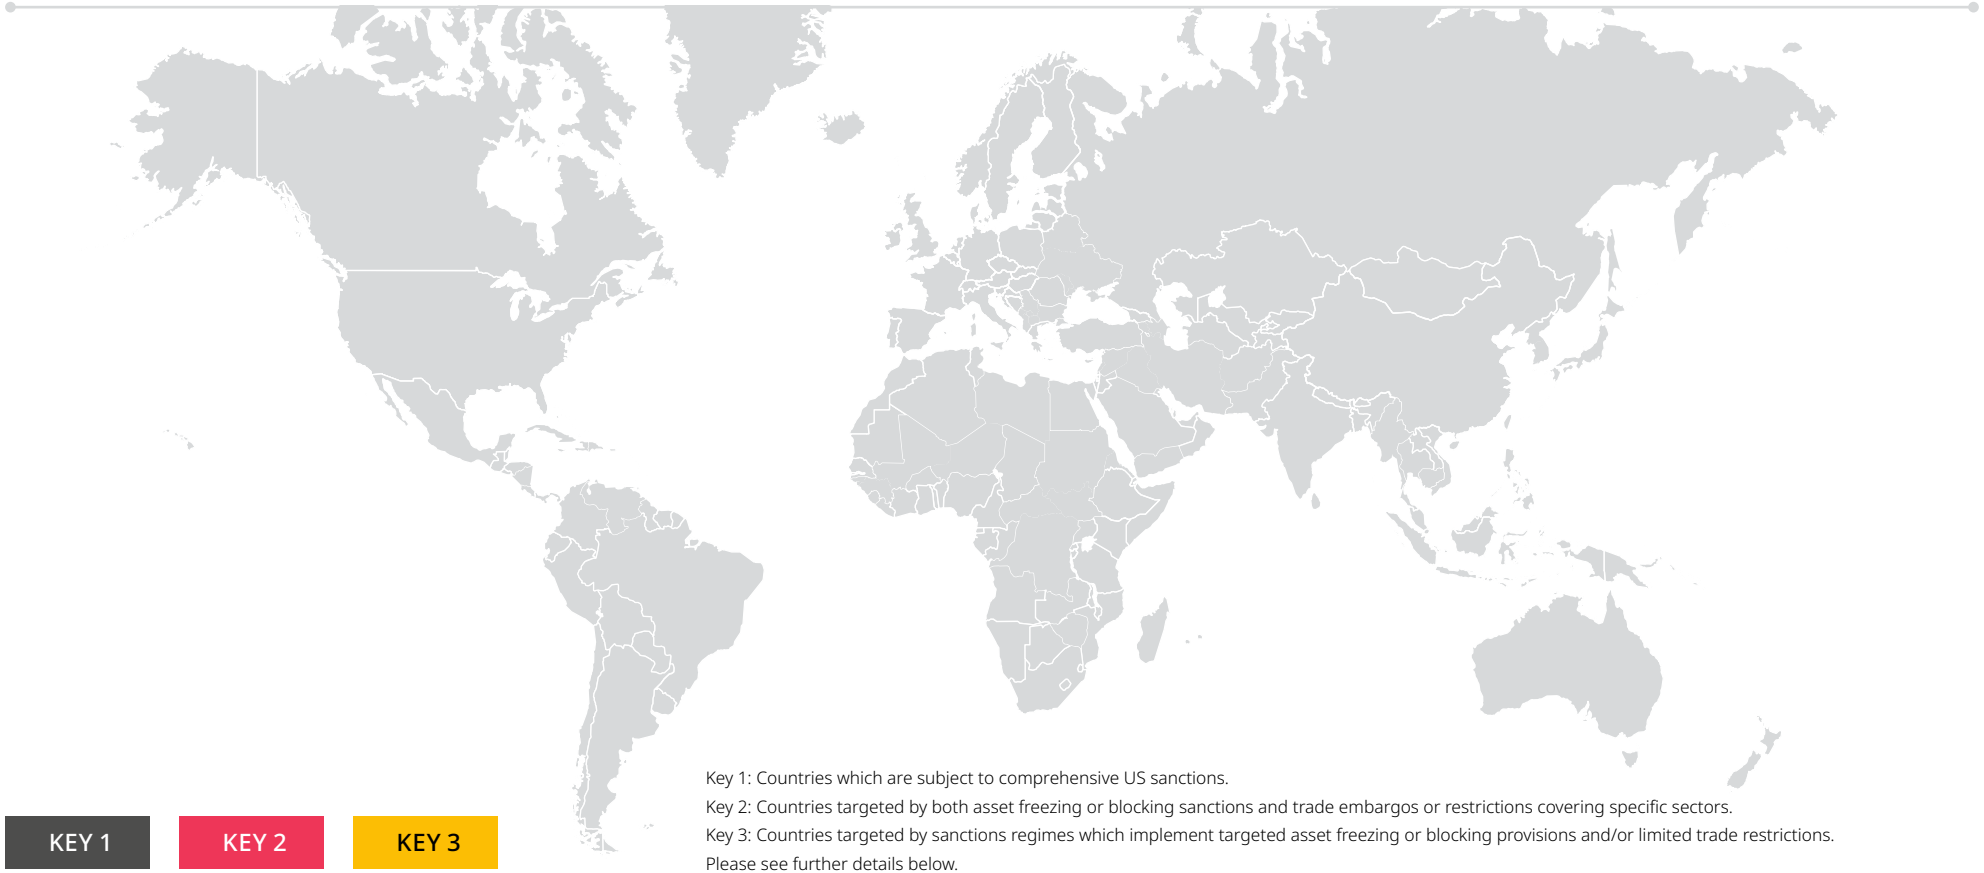 Key 1: Countries which are subject to comprehensive US sanctions.
Key 2: Countries targeted by both asset freezing or blocking sanctions and trade embargos or restrictions covering specific sectors.
Key 3: Countries targeted by sanctions regimes which implement targeted asset freezing or blocking provisions and/or limited trade restrictions.
Please see further details below.
KEY 1
KEY 2
KEY 3